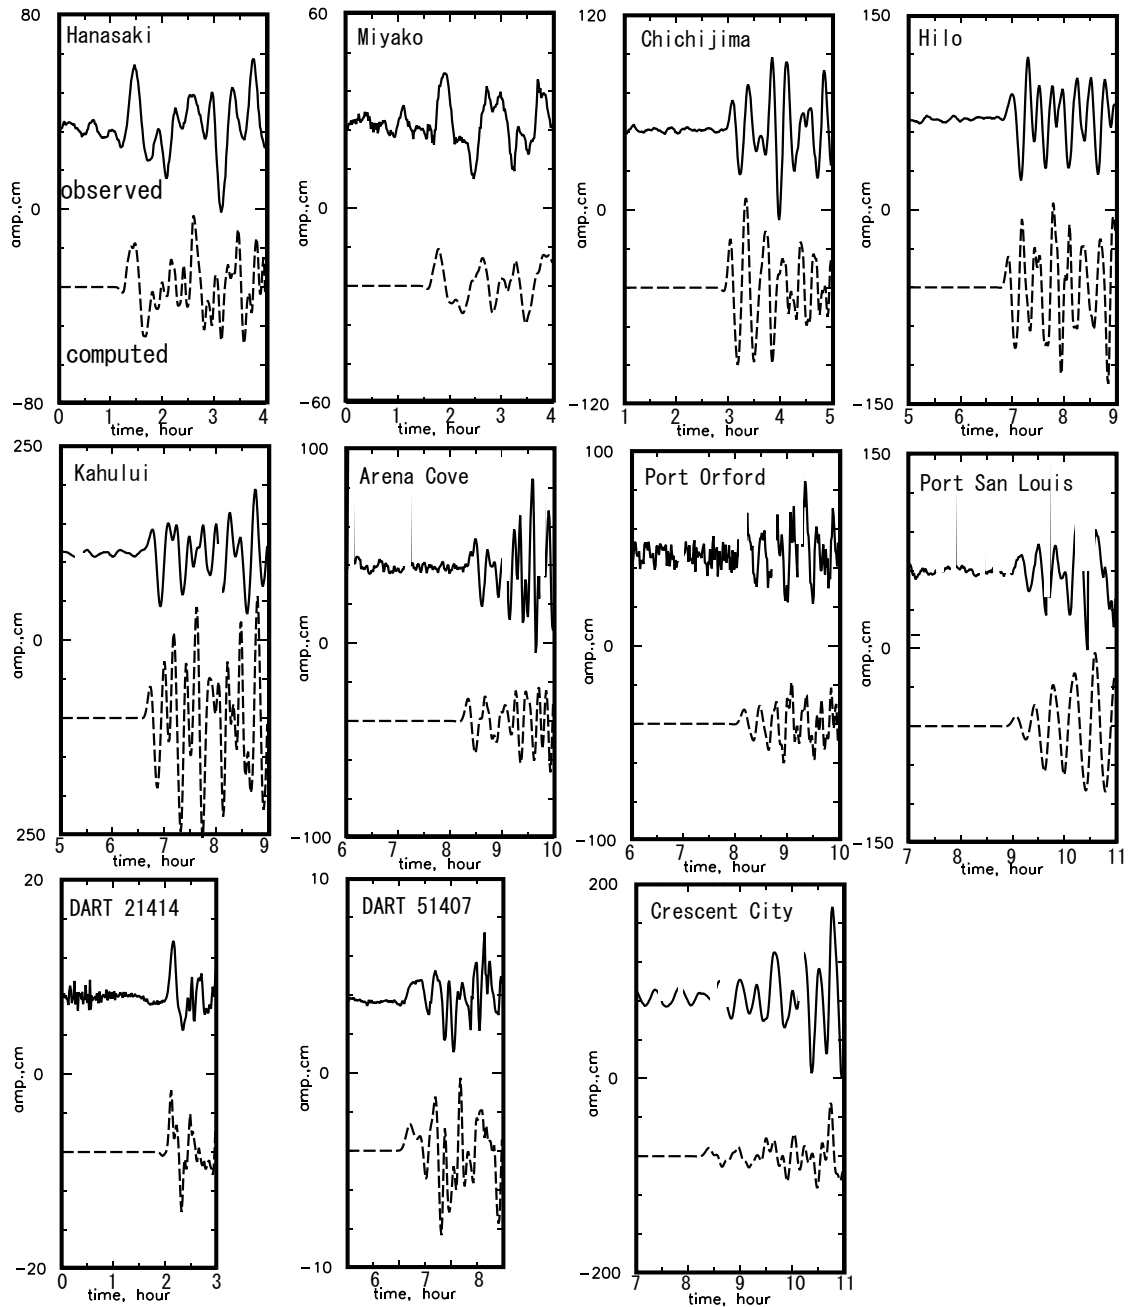 80
Hanasaki
observed
0
amp.,cm
computed
-80
0 1 2 3 4
time, hour
60
Miyako
0
amp.,cm
-60
0 1 2 3 4
time, hour
120
Chichijima
0
amp.,cm
-120
1 2 3 4 5
time, hour
150
Hilo
0
amp.,cm
-150
5 6 7 8 9
time, hour
250
Kahului
0
amp.,cm
250
5 6 7 8 9
time, hour
100
Arena Cove
0
amp.,cm
-100
6 7 8 9 10
time, hour
100
Port Orford
0
amp.,cm
-100
6 7 8 9 10
time, hour
150
Port San Louis
0
amp.,cm
-150
7 8 9 10 11
time, hour
20
DART 21414
0
amp.,cm
-20
0 1 2 3
time, hour
10
DART 51407
0
amp.,cm
-10
6 7 8
time, hour
200
Crescent City
0
amp.,cm
-200
7 8 9 10 11
time, hour